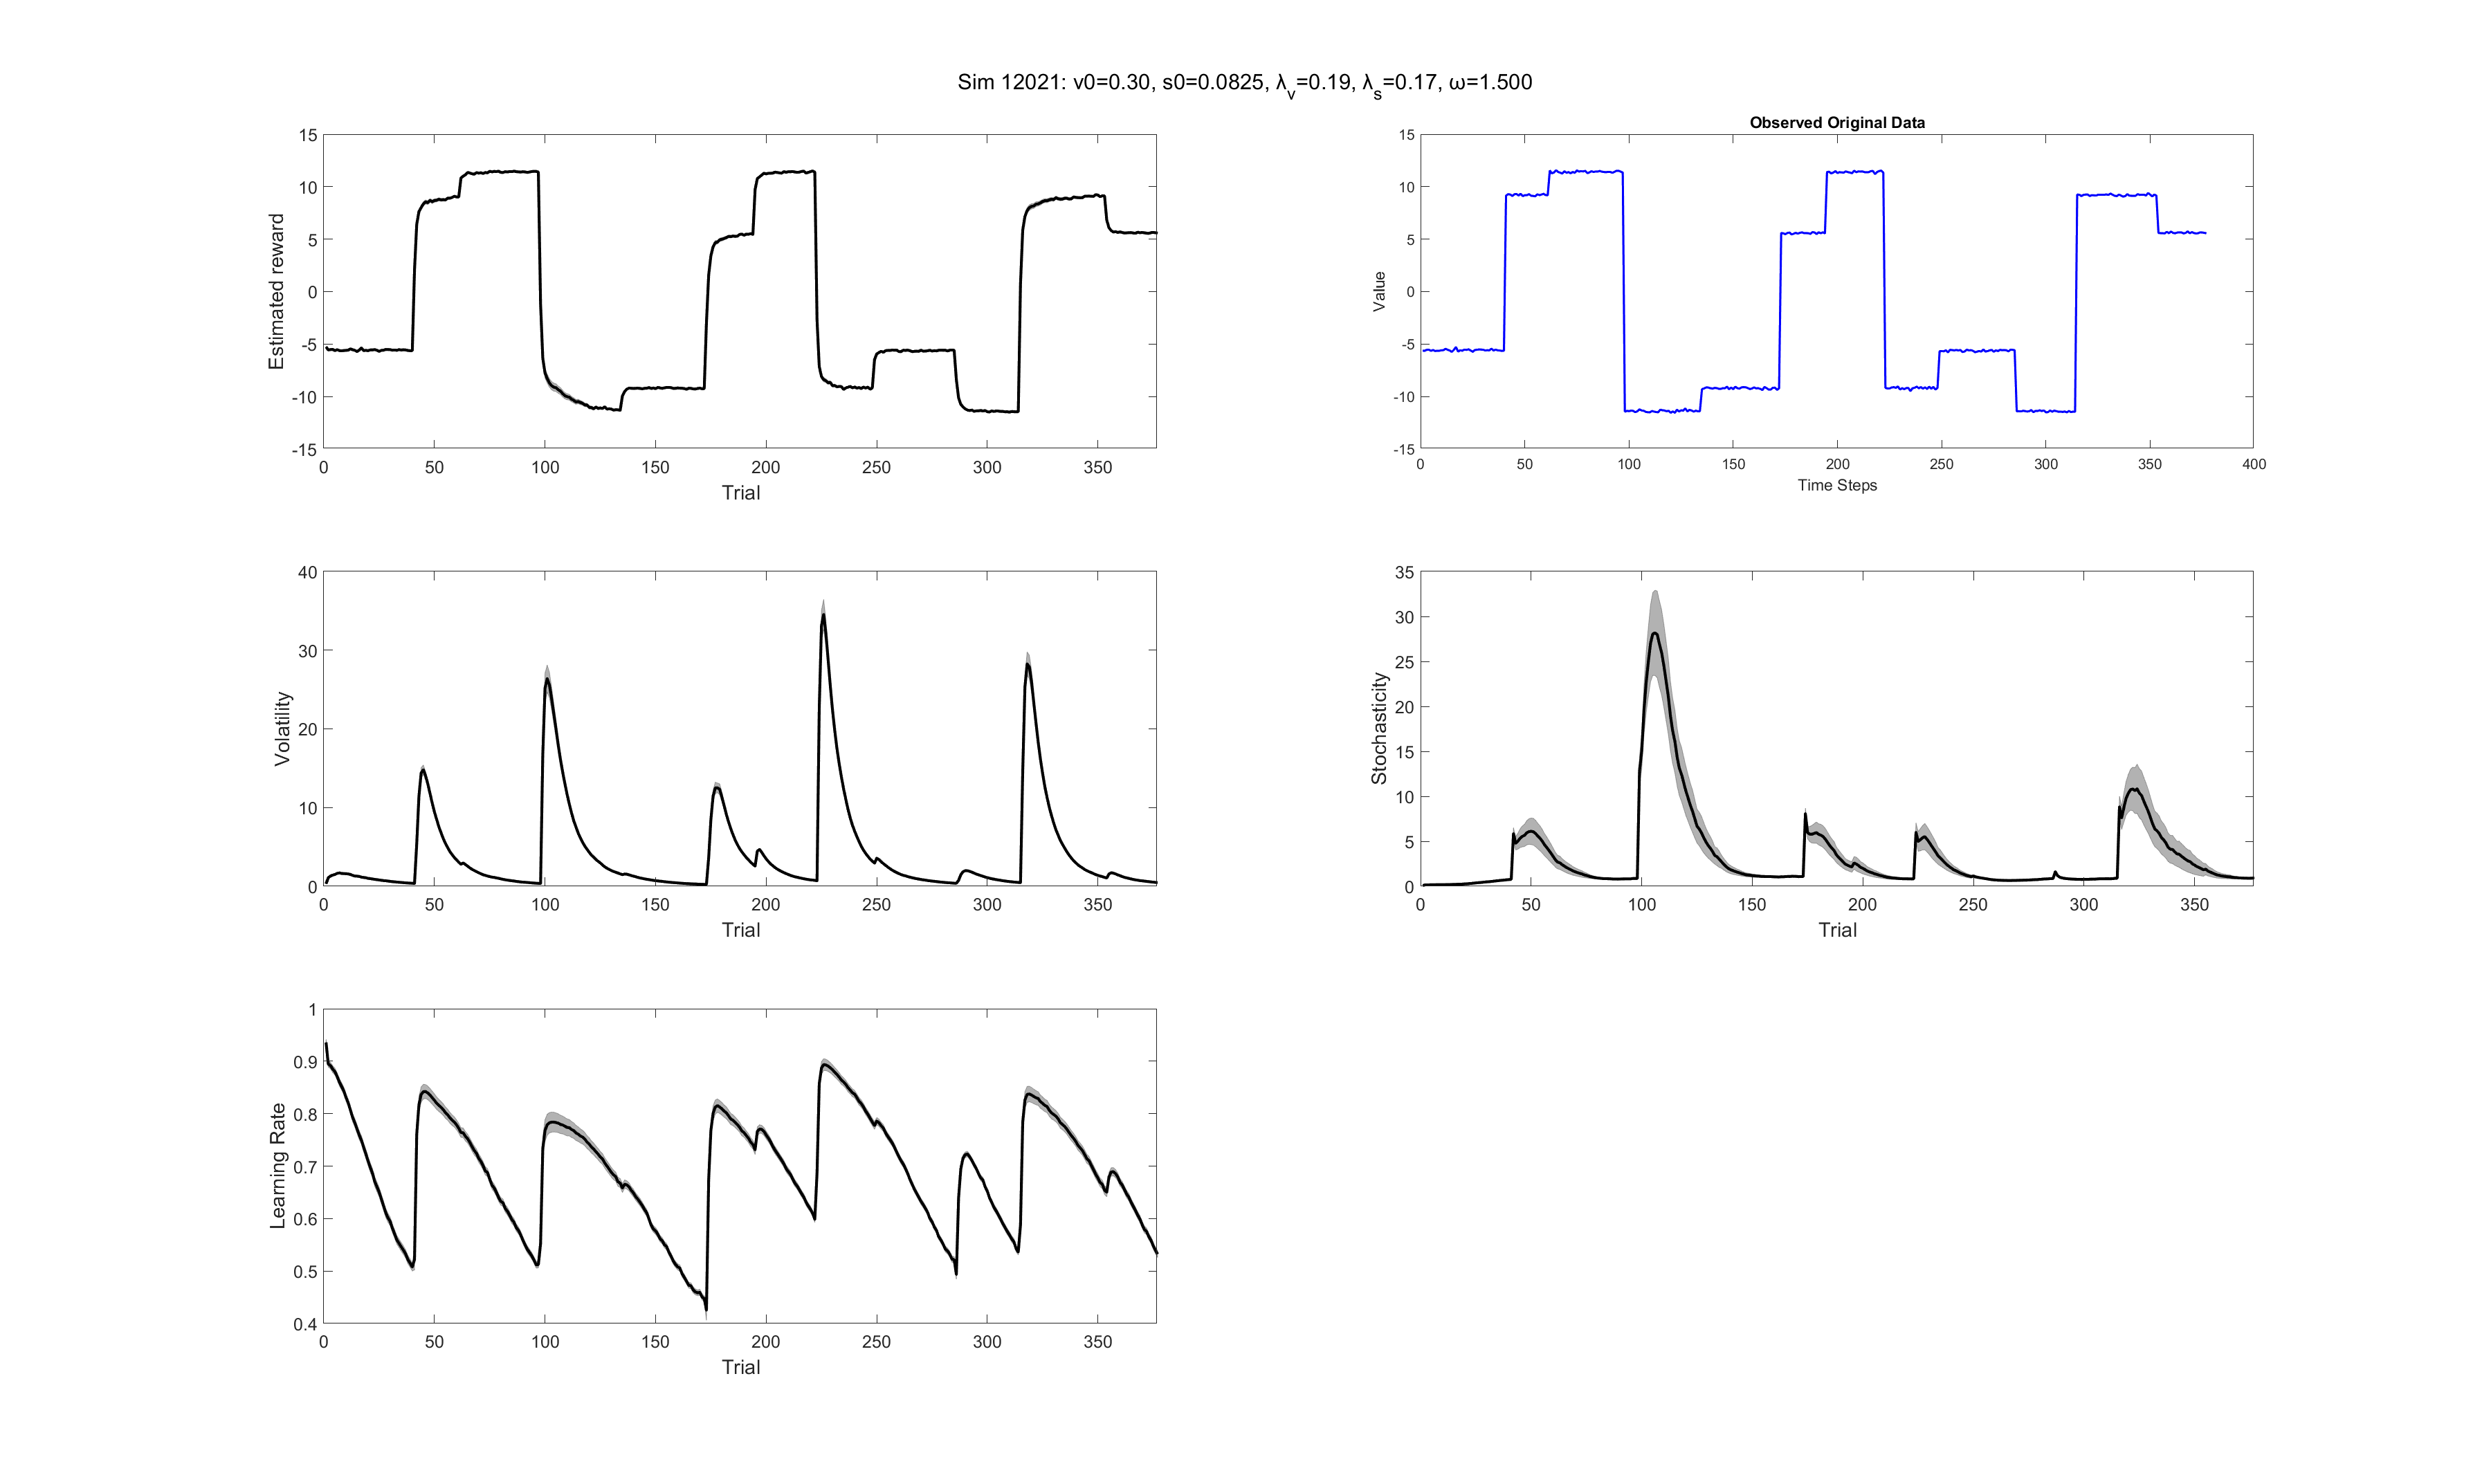 Sim 12021: v0=0.30, s0=0.0825, λv=0.19, λs=0.17, ω=1.500
Estimated reward
15
10
5
0
-5
-10
-15
0 50 100 150 200 250 300 350
Trial
Observed Original Data
Value
15
10
5
0
-5
-10
-15
0 50 100 150 200 250 300 350 400
Time Steps
Volatility
40
30
20
10
0
0 50 100 150 200 250 300 350
Trial
Stochasticity
35
30
25
20
15
10
5
0
0 50 100 150 200 250 300 350
Trial
Learning Rate
1
0.9
0.8
0.7
0.6
0.5
0.4
0 50 100 150 200 250 300 350
Trial